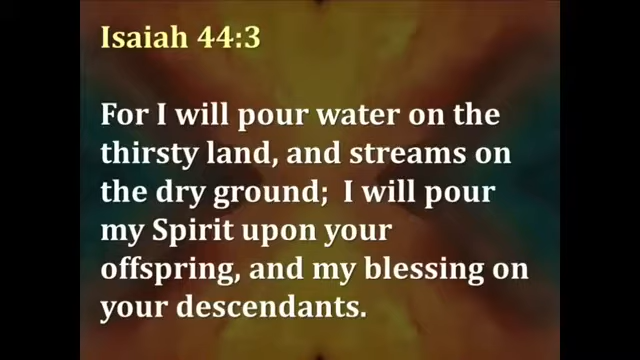 Isaiah 44:3
For I will pour water on the
thirsty land, and streams on
the dry ground;  I will pour
my Spirit upon your
offspring, and my blessing on
your descendants.